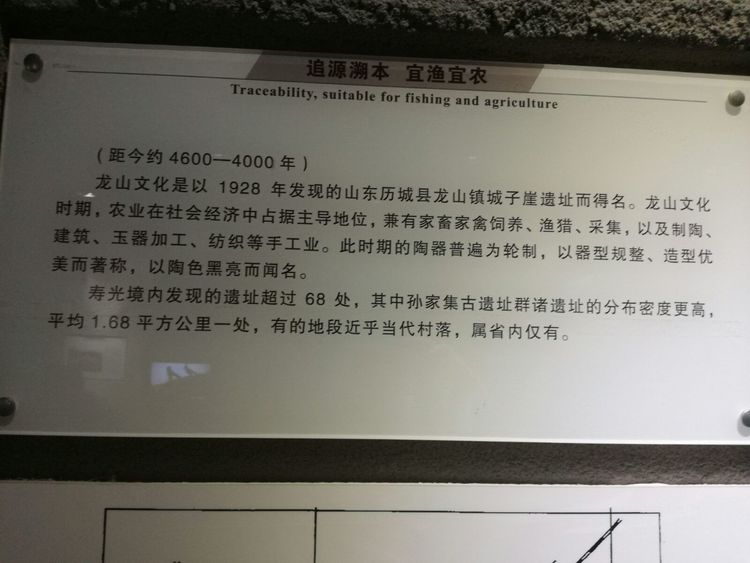 追源溯本 宜渔宜农
Traceability, suitable for fishing and agriculture
（距今约 4600—4000 年）
龙山文化是以 1928 年发现的山东历城县龙山镇城子崖遗址而得名。龙山文化
时期，农业在社会经济中占据主导地位，兼有家畜家禽饲养、渔猎、采集，以及制陶、
建筑、玉器加工、纺织等手工业。此时期的陶器普遍为轮制，以器型规整、造型优
美而著称，以陶色黑亮而闻名。
寿光境内发现的遗址超过 68 处，其中孙家集古遗址群诸遗址的分布密度更高，
平均 1.68 平方公里一处，有的地段近乎当代村落，属省内仅有。